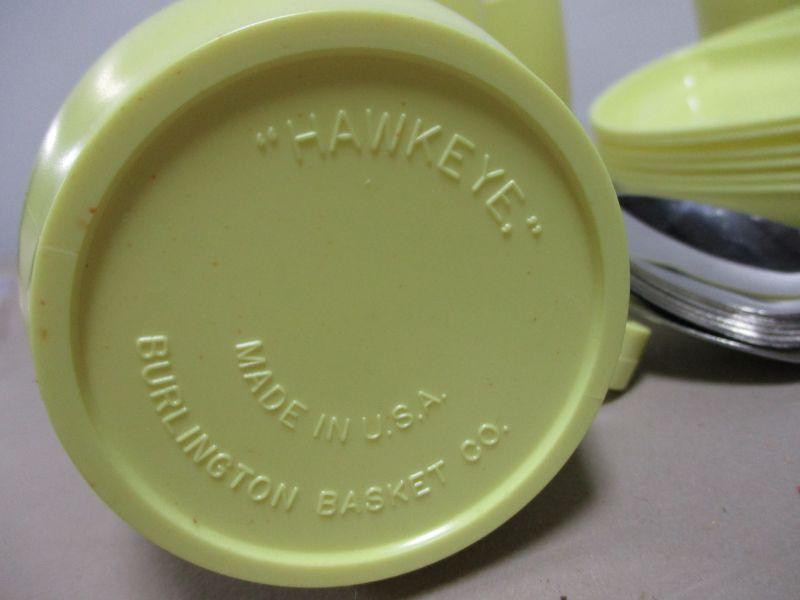 "HAWKEYE,"
MADE IN U.S.A.
BURLINGTON BASKET CO.